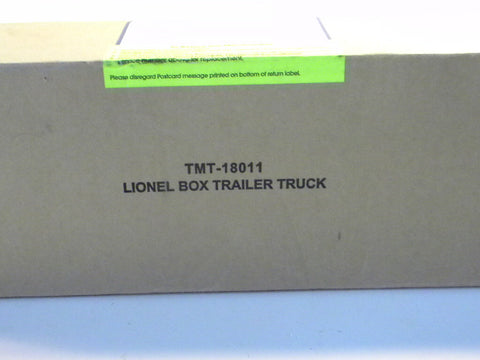 Please disregard Postcard message printed on bottom of return label.
TMT-18011
LIONEL BOX TRAILER TRUCK